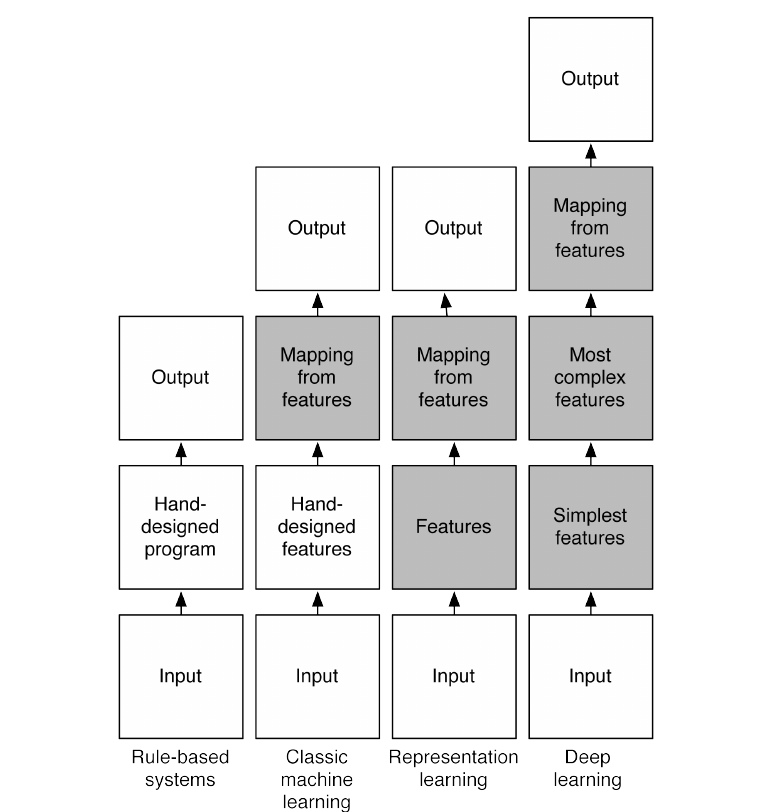 Output
Output
Output
Mapping
from
features
Output
Mapping
from
features
Mapping
from
features
Most
complex
features
Hand-
designed
program
Hand-
designed
features
Features
Simplest
features
Input
Input
Input
Input
Rule-based
systems
Classic
machine
learning
Representation
learning
Deep
learning